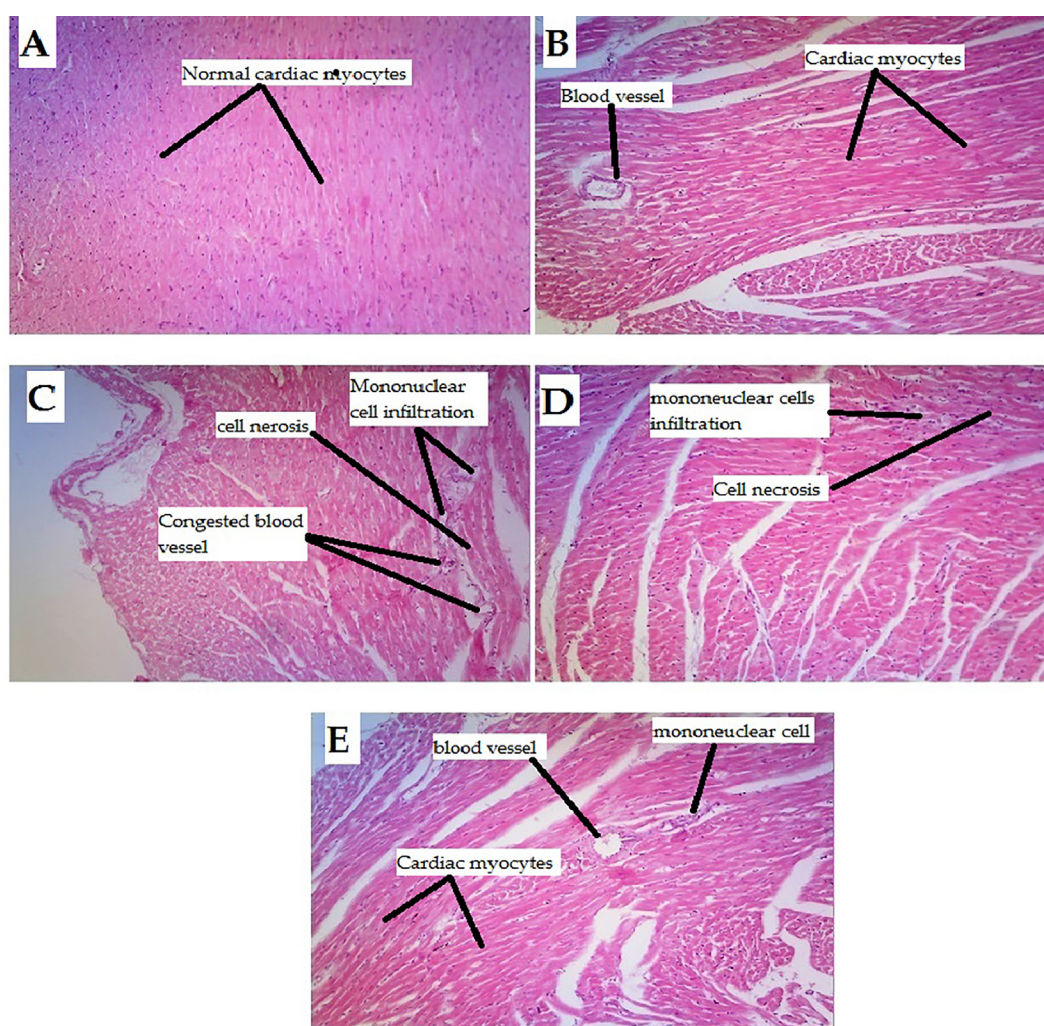 A
Normal cardiac myocytes
B
Cardiac myocytes
Blood vessel
C
Mononuclear
cell infiltration
cell nerosis
Congested blood
vessel
D
mononeuclear cells
infiltration
Cell necrosis
E
mononeuclear cell
blood vessel
Cardiac myocytes